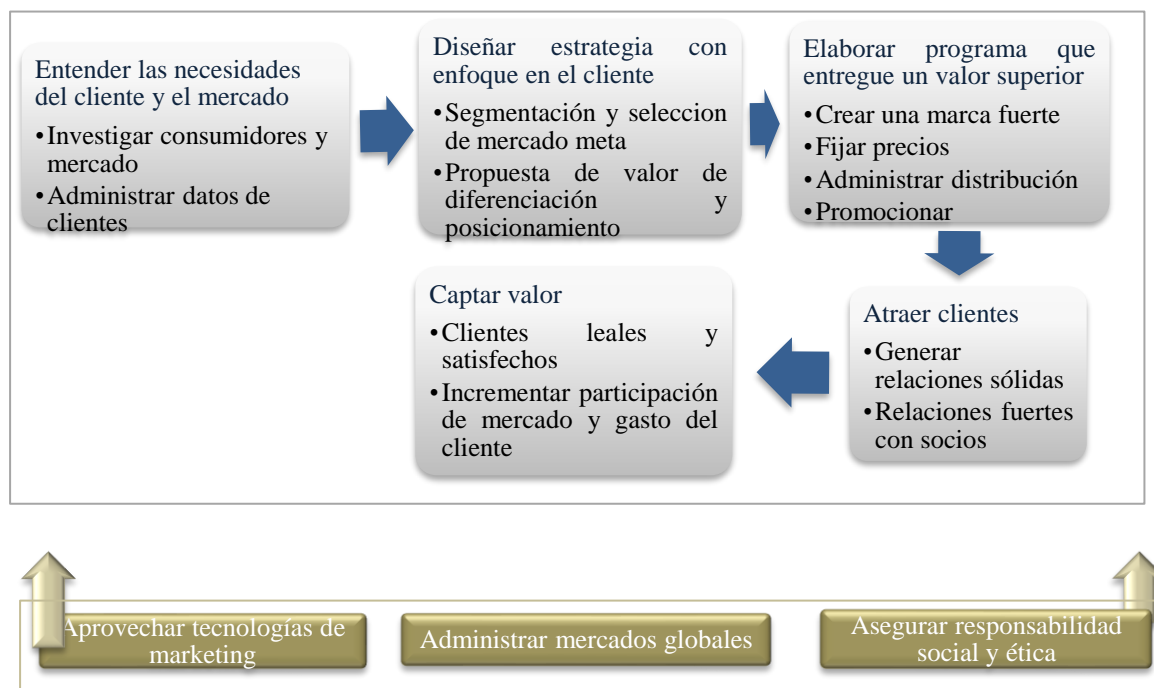 Entender las necesidades
del cliente y el mercado
•Investigar consumidores y
mercado
•Administrar datos de
clientes
Diseñar estrategia con
enfoque en el cliente
•Segmentación y seleccion
de mercado meta
•Propuesta de valor de
diferenciación y
posicionamiento
Elaborar programa que
entregue un valor superior
•Crear una marca fuerte
•Fijar precios
•Administrar distribución
•Promocionar
Atraer clientes
•Generar
relaciones sólidas
•Relaciones fuertes
con socios
Captar valor
•Clientes leales y
satisfechos
•Incrementar participación
de mercado y gasto del
cliente
Aprovechar tecnologías de
marketing
Administrar mercados globales
Asegurar responsabilidad
social y ética